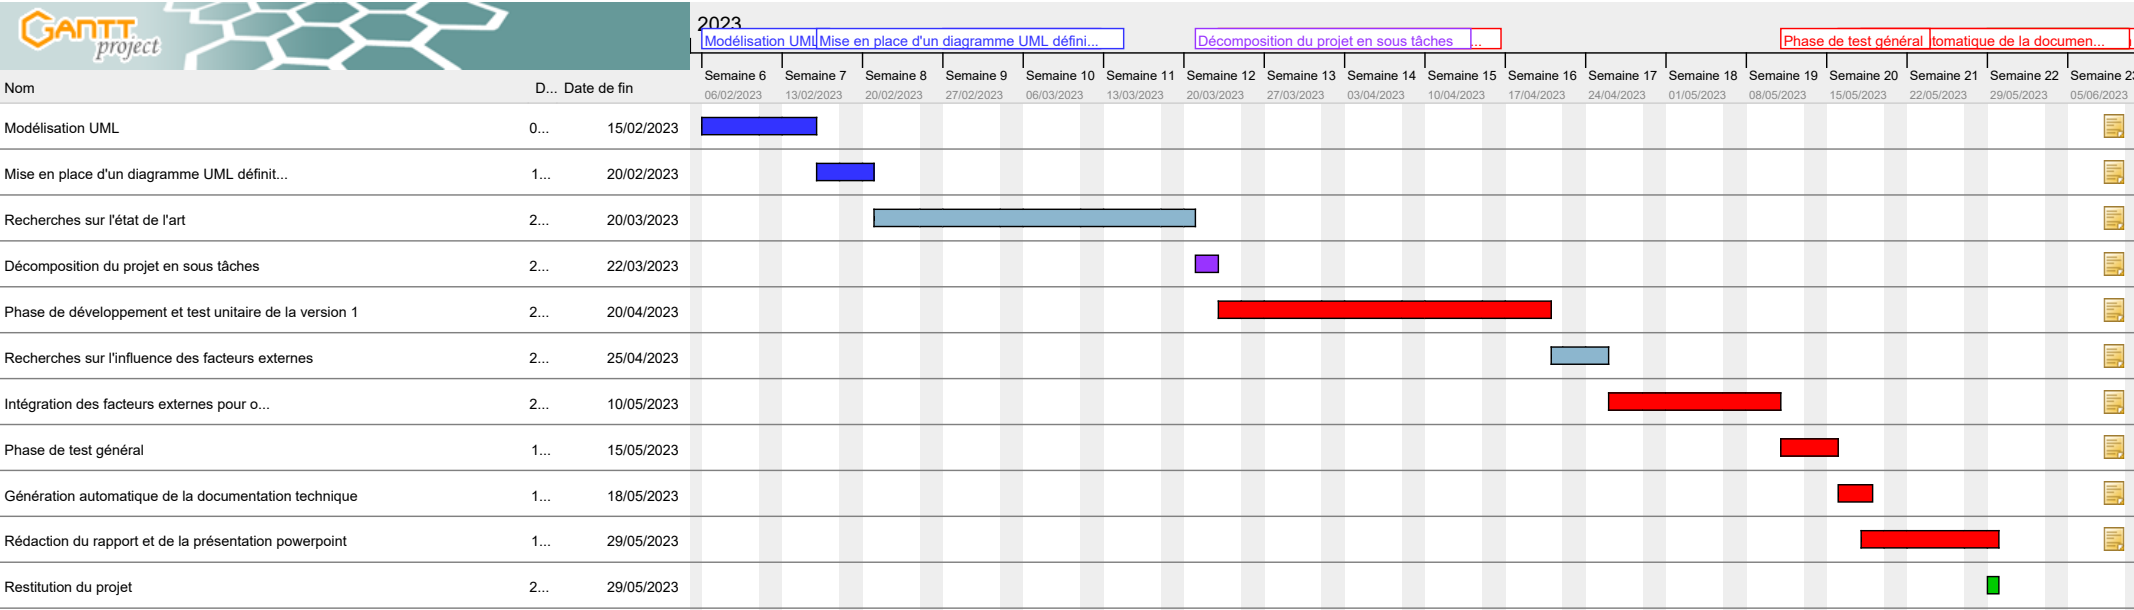 GANTT
project
2023
Modélisation UML
Mise en place d'un diagramme UML défini...
Décomposition du projet en sous tâches
...
Phase de test général
tomatique de la documen...
Semaine 6
Semaine 7
Semaine 8
Semaine 9
Semaine 10
Semaine 11
Semaine 12
Semaine 13
Semaine 14
Semaine 15
Semaine 16
Semaine 17
Semaine 18
Semaine 19
Semaine 20
Semaine 21
Semaine 22
Semaine 23
Nom D... Date de fin
06/02/2023
13/02/2023
20/02/2023
27/02/2023
06/03/2023
13/03/2023
20/03/2023
27/03/2023
03/04/2023
10/04/2023
17/04/2023
24/04/2023
01/05/2023
08/05/2023
15/05/2023
22/05/2023
29/05/2023
05/06/2023
Modélisation UML 0... 15/02/2023
Mise en place d'un diagramme UML définit... 1... 20/02/2023
Recherches sur l'état de l'art 2... 20/03/2023
Décomposition du projet en sous tâches 2... 22/03/2023
Phase de développement et test unitaire de la version 1 2... 20/04/2023
Recherches sur l'influence des facteurs externes 2... 25/04/2023
Intégration des facteurs externes pour o... 2... 10/05/2023
Phase de test général 1... 15/05/2023
Génération automatique de la documentation technique 1... 18/05/2023
Rédaction du rapport et de la présentation powerpoint 1... 29/05/2023
Restitution du projet 2... 29/05/2023